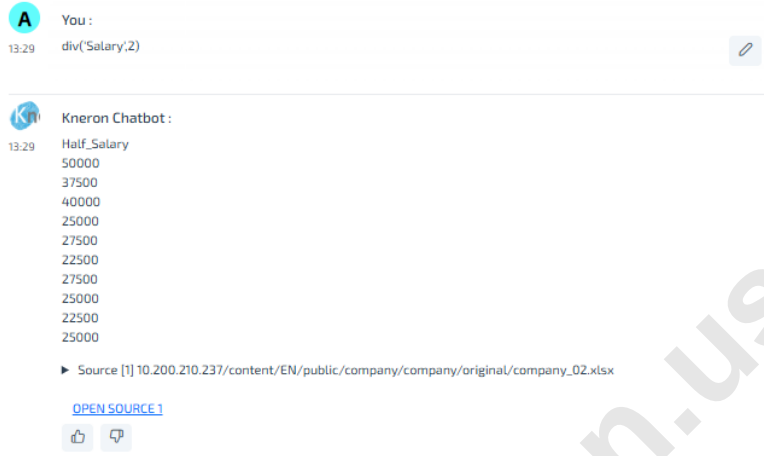 A
You :
13:29
div('Salary',2)
Kn
Kneron Chatbot :
13:29
Half_Salary
50000
37500
40000
25000
27500
22500
27500
25000
22500
25000
▶ Source [1] 10.200.210.237/content/EN/public/company/company/original/company_02.xlsx
OPEN SOURCE 1
n.us